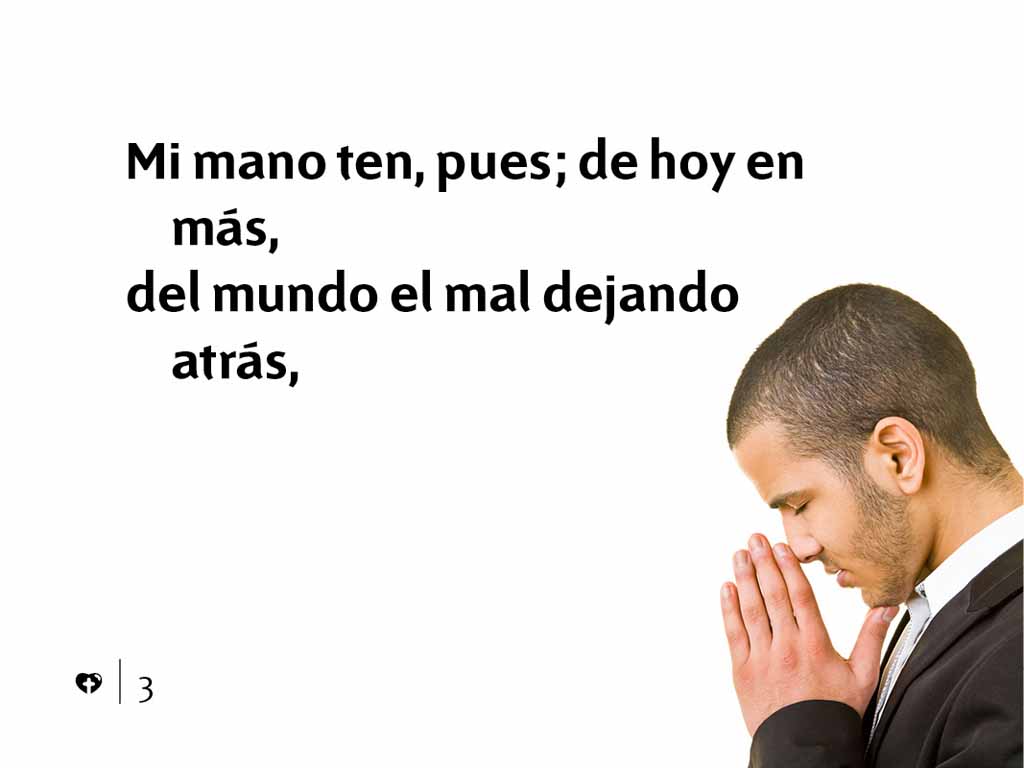 Mi mano ten, pues; de hoy en
más,
del mundo el mal dejando
atrás,
3